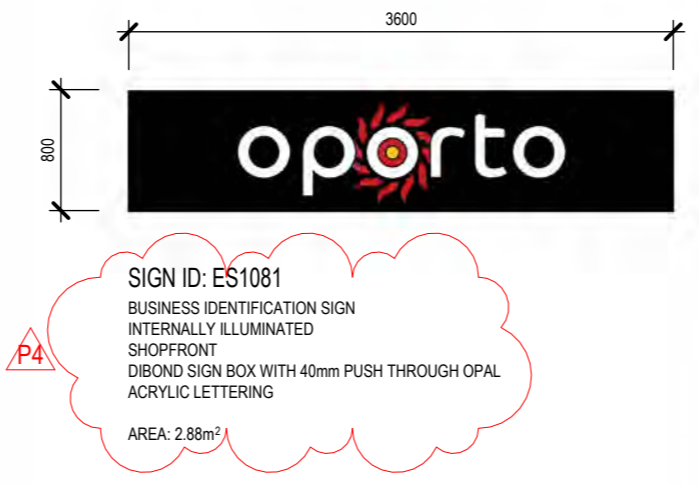 3600
800
oporto
SIGN ID: ES1081
BUSINESS IDENTIFICATION SIGN
INTERNALLY ILLUMINATED
SHOPFRONT
DIBOND SIGN BOX WITH 40mm PUSH THROUGH OPAL
ACRYLIC LETTERING
P4
AREA: 2.88m²